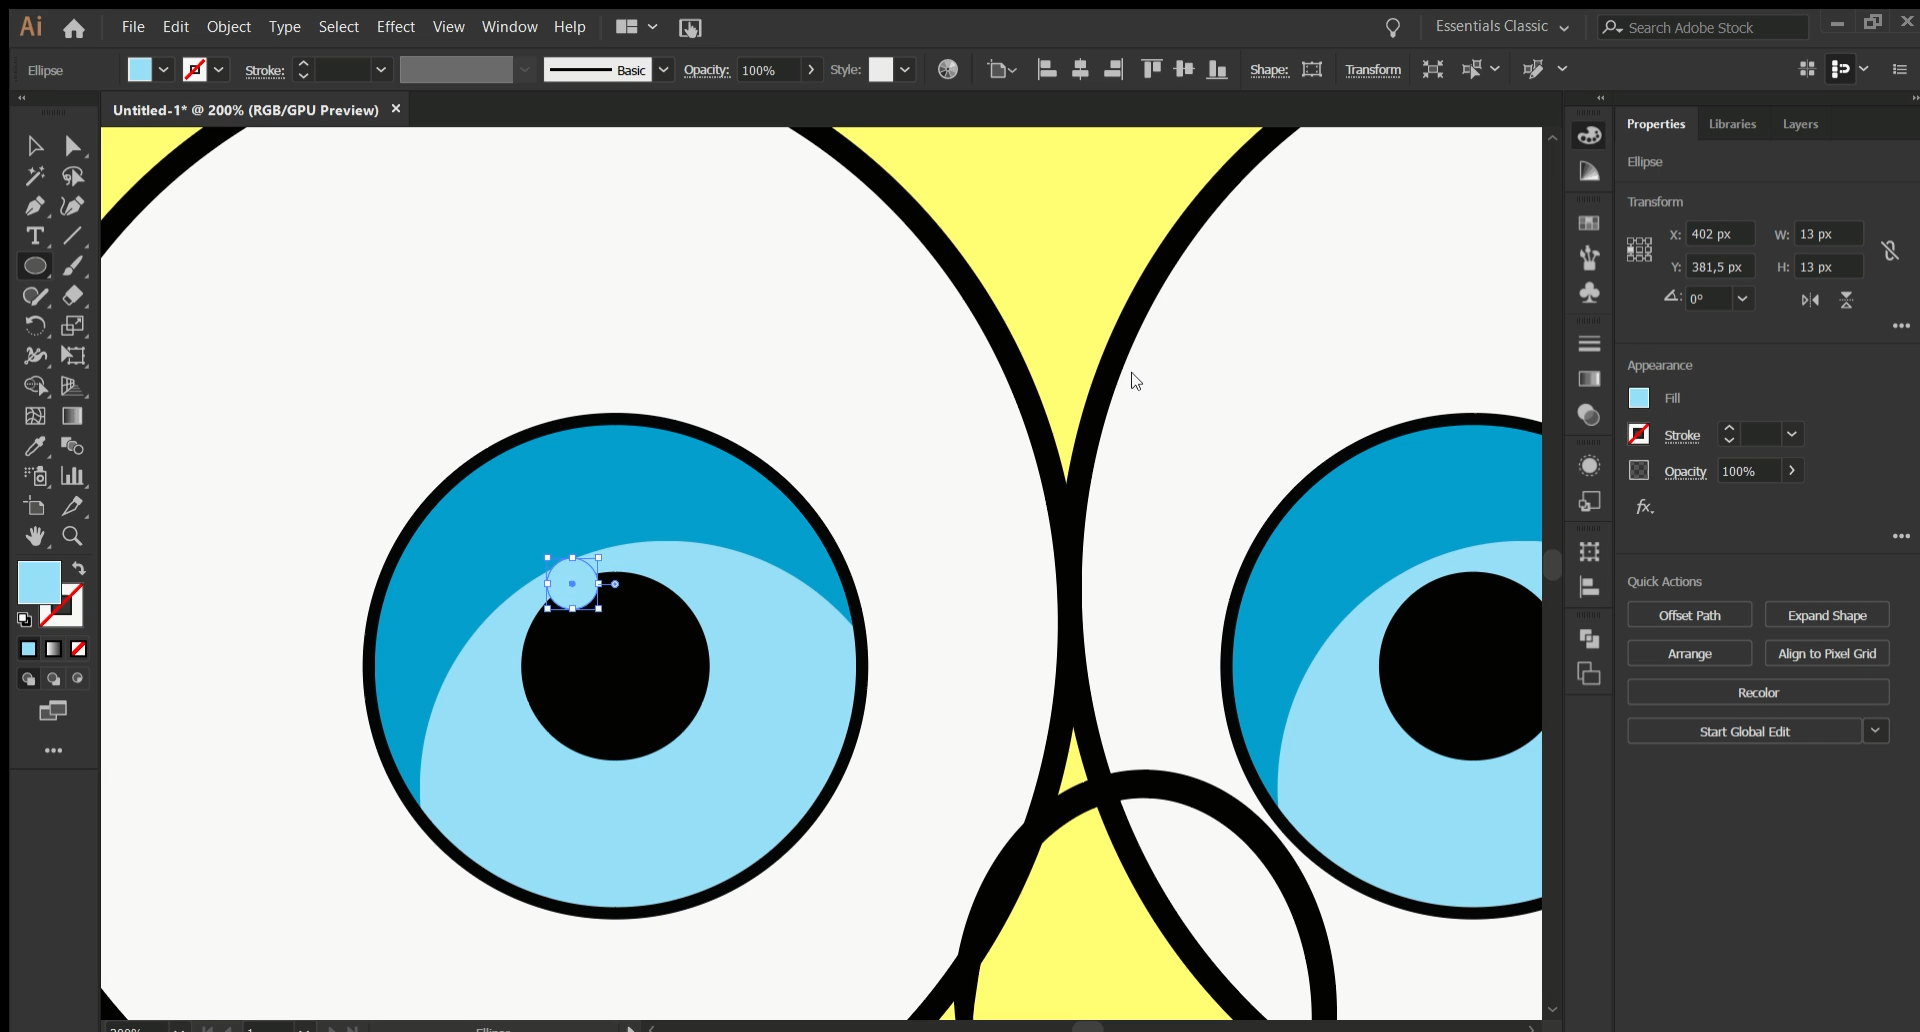 Ai File Edit Object Type Select Effect View Window Help Essentials Classic Search Adobe Stock
Ellipse Stroke: Basic Opacity: 100% Style: Shape: Transform
Untitled-1* @ 200% (RGB/GPU Preview) ×
Properties Libraries Layers
Ellipse
Transform
X: 402 px W: 13 px
Y: 381,5 px H: 13 px
0°
Appearance
Fill
Stroke
Opacity 100%
fx.
Quick Actions
Offset Path Expand Shape
Arrange Align to Pixel Grid
Recolor
Start Global Edit
200% 1 Ellipse